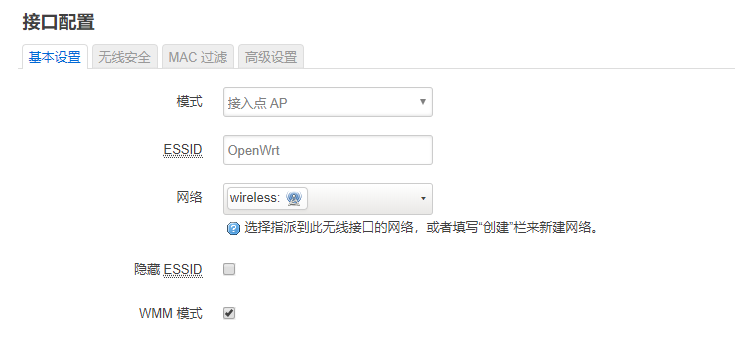 接口配置
基本设置 无线安全 MAC 过滤 高级设置
模式 接入点 AP
ESSID OpenWrt
网络 wireless:
选择指派到此无线接口的网络，或者填写“创建”栏来新建网络。
隐藏 ESSID
WMM 模式